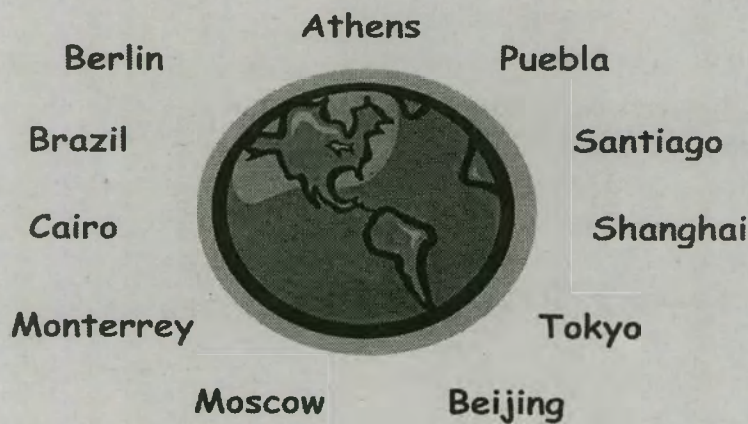 Athens
Berlin
Puebla
Brazil
Santiago
Cairo
Shanghai
Monterrey
Tokyo
Moscow
Beijing